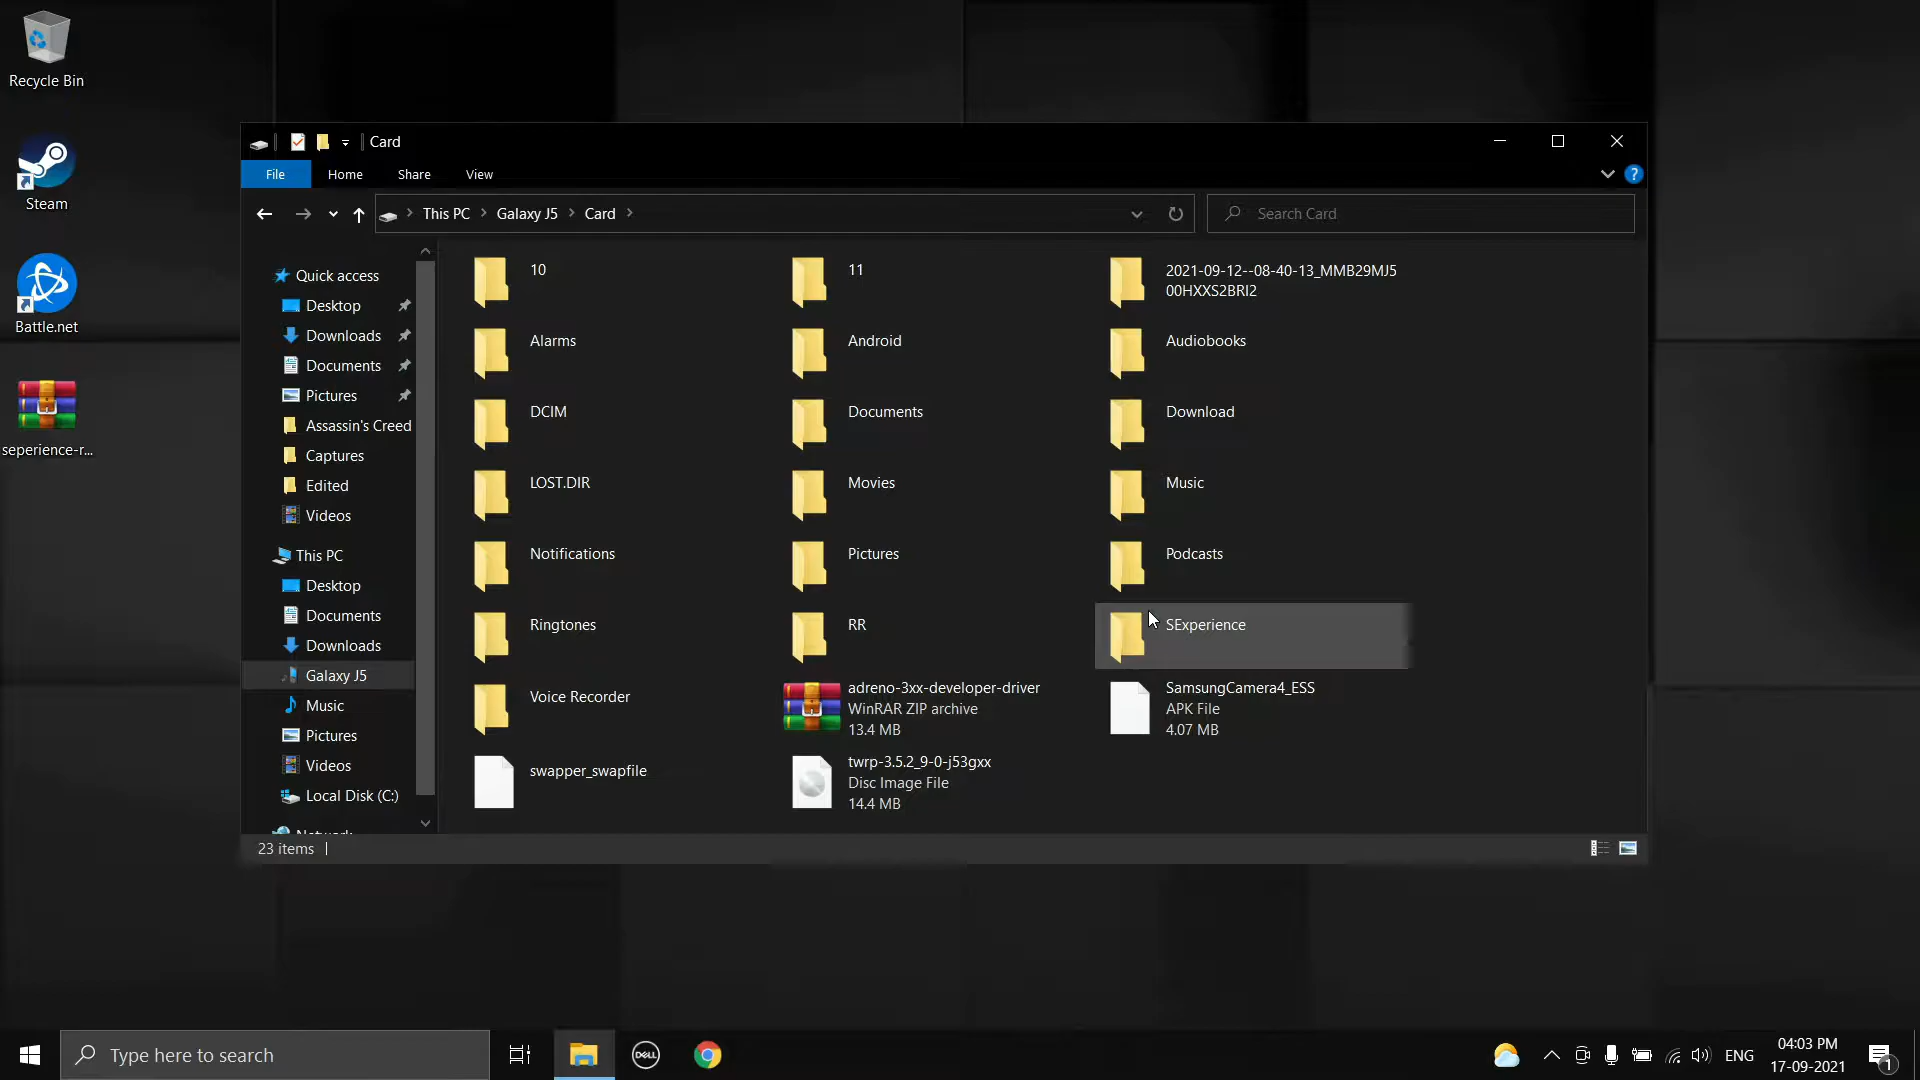 Recycle Bin
Steam
Battle.net
seperience-r...
Card
File
Home
Share
View
?
This PC
Galaxy J5
Card
Search Card
Quick access
Desktop
Downloads
Documents
Pictures
Assassin's Creed
Captures
Edited
Videos
This PC
Desktop
Documents
Downloads
Galaxy J5
Music
Pictures
Videos
Local Disk (C:)
Network
10
11
2021-09-12--08-40-13_MMB29MJ5
00HXXS2BRI2
Alarms
Android
Audiobooks
DCIM
Documents
Download
LOST.DIR
Movies
Music
Notifications
Pictures
Podcasts
Ringtones
RR
SExperience
Voice Recorder
adreno-3xx-developer-driver
WinRAR ZIP archive
13.4 MB
SamsungCamera4_ESS
APK File
4.07 MB
swapper_swapfile
twrp-3.5.2_9-0-j53gxx
Disc Image File
14.4 MB
23 items
Type here to search
DELL
ENG
04:03 PM
17-09-2021
1